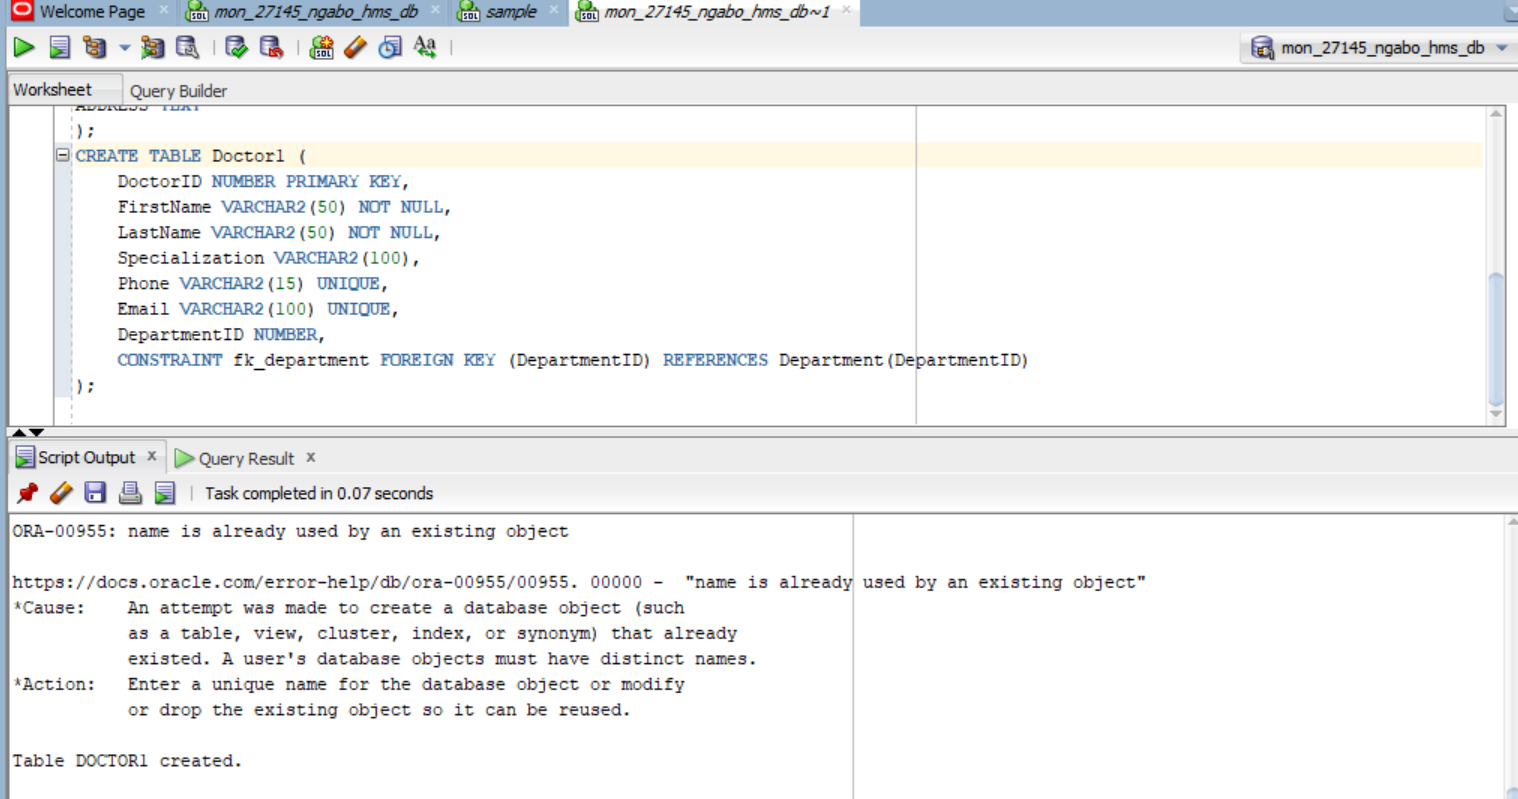 Welcome Page
mon_27145_ngabo_hms_db
sample
mon_27145_ngabo_hms_db~1
mon_27145_ngabo_hms_db
Worksheet
Query Builder
ADDRESS TEXT
);
CREATE TABLE Doctor1 (
DoctorID NUMBER PRIMARY KEY,
FirstName VARCHAR2(50) NOT NULL,
LastName VARCHAR2(50) NOT NULL,
Specialization VARCHAR2(100),
Phone VARCHAR2(15) UNIQUE,
Email VARCHAR2(100) UNIQUE,
DepartmentID NUMBER,
CONSTRAINT fk_department FOREIGN KEY (DepartmentID) REFERENCES Department(DepartmentID)
);
Script Output
Query Result
Task completed in 0.07 seconds
ORA-00955: name is already used by an existing object
https://docs.oracle.com/error-help/db/ora-00955/00955. 00000 - "name is already used by an existing object"
*Cause: An attempt was made to create a database object (such
as a table, view, cluster, index, or synonym) that already
existed. A user's database objects must have distinct names.
*Action: Enter a unique name for the database object or modify
or drop the existing object so it can be reused.
Table DOCTOR1 created.